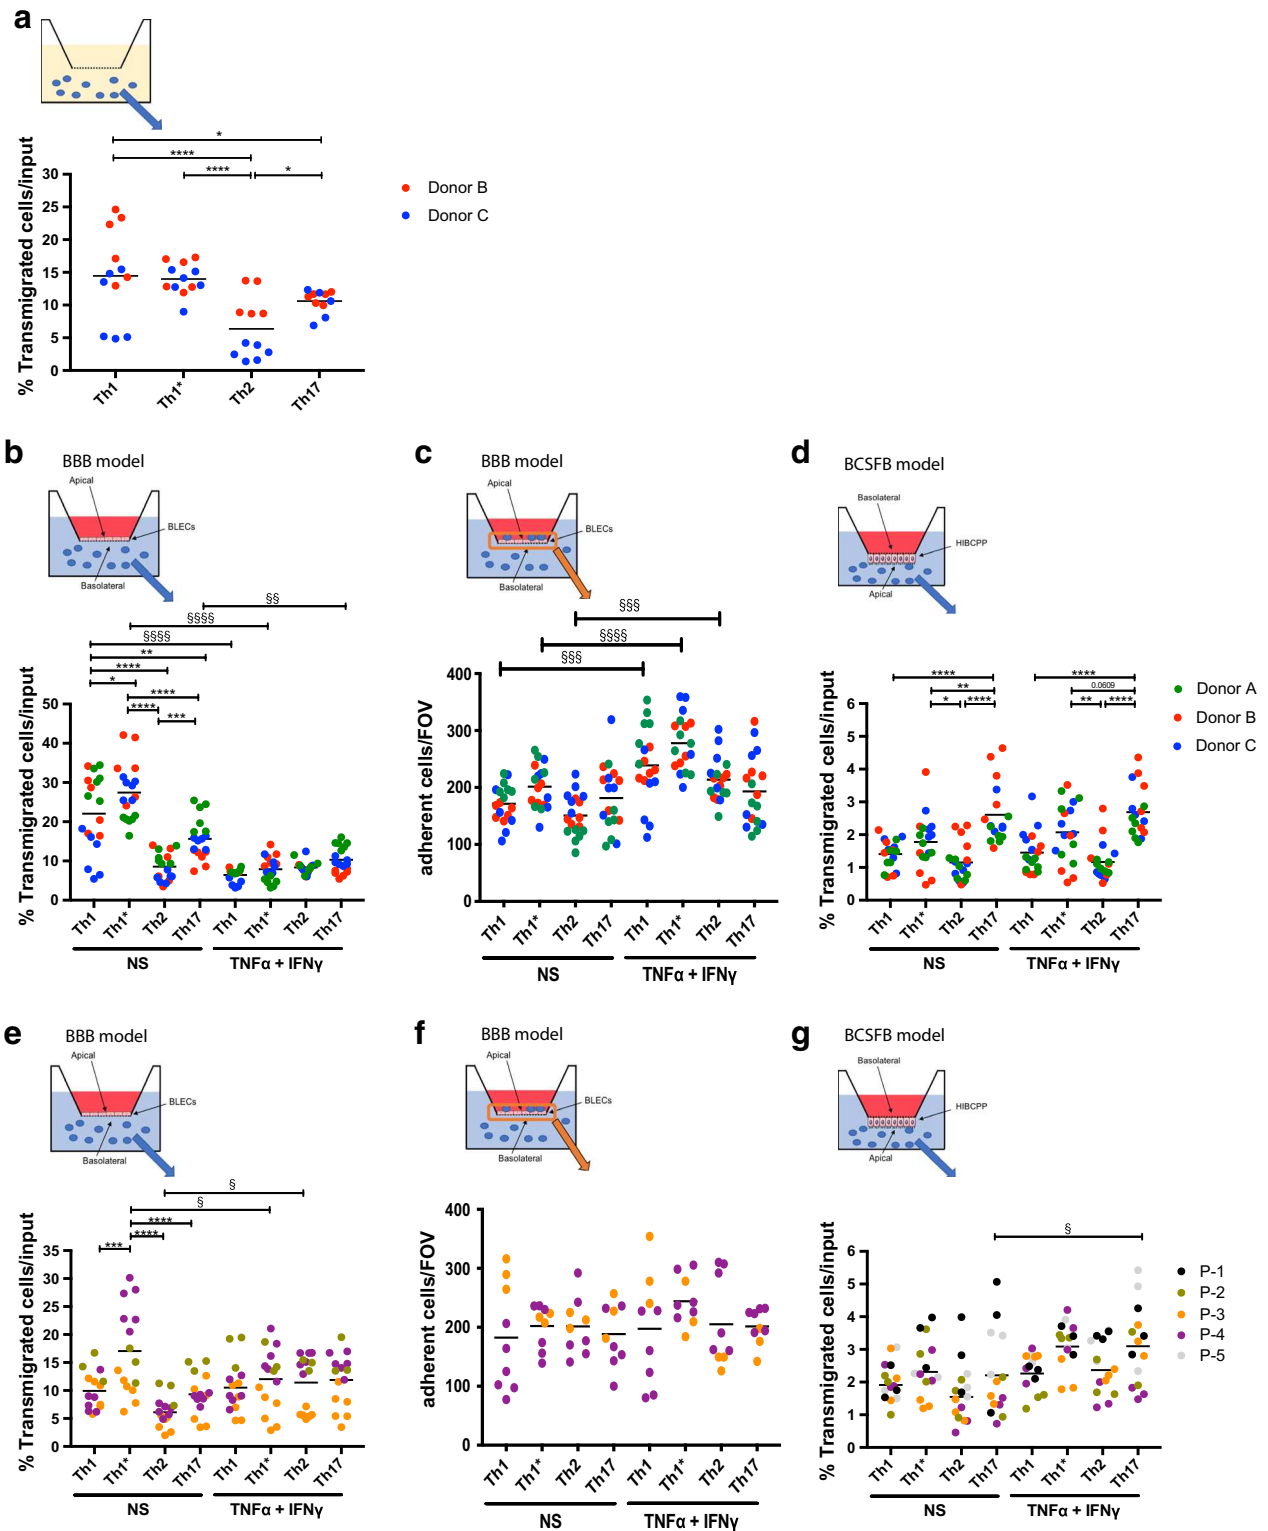 a
*
****
**** *
% Transmigrated cells/input
30
25
20
15
10
5
0
Th1 Th1* Th2 Th17
Donor B
Donor C
b
BBB model
Apical
BLECs
Basolateral
§§
§§§§
§§§§
**
****
*
****
****
***
% Transmigrated cells/input
50
40
30
20
10
0
Th1 Th1* Th2 Th17 Th1 Th1* Th2 Th17
NS TNFα + IFNγ
c
BBB model
Apical
BLECs
Basolateral
§§§
§§§§
§§§
adherent cells/FOV
400
300
200
100
0
Th1 Th1* Th2 Th17 Th1 Th1* Th2 Th17
NS TNFα + IFNγ
d
BCSFB model
Basolateral
HIBCPP
Apical
**** ****
** 0.0609
* **** ** ****
% Transmigrated cells/input
6
5
4
3
2
1
0
Th1 Th1* Th2 Th17 Th1 Th1* Th2 Th17
NS TNFα + IFNγ
Donor A
Donor B
Donor C
e
BBB model
Apical
BLECs
Basolateral
§
§
****
****
***
% Transmigrated cells/input
35
30
25
20
15
10
5
0
Th1 Th1* Th2 Th17 Th1 Th1* Th2 Th17
NS TNFα + IFNγ
f
BBB model
Apical
BLECs
Basolateral
adherent cells/FOV
400
300
200
100
0
Th1 Th1* Th2 Th17 Th1 Th1* Th2 Th17
NS TNFα + IFNγ
g
BCSFB model
Basolateral
HIBCPP
Apical
§
% Transmigrated cells/input
6
5
4
3
2
1
0
Th1 Th1* Th2 Th17 Th1 Th1* Th2 Th17
NS TNFα + IFNγ
P-1
P-2
P-3
P-4
P-5